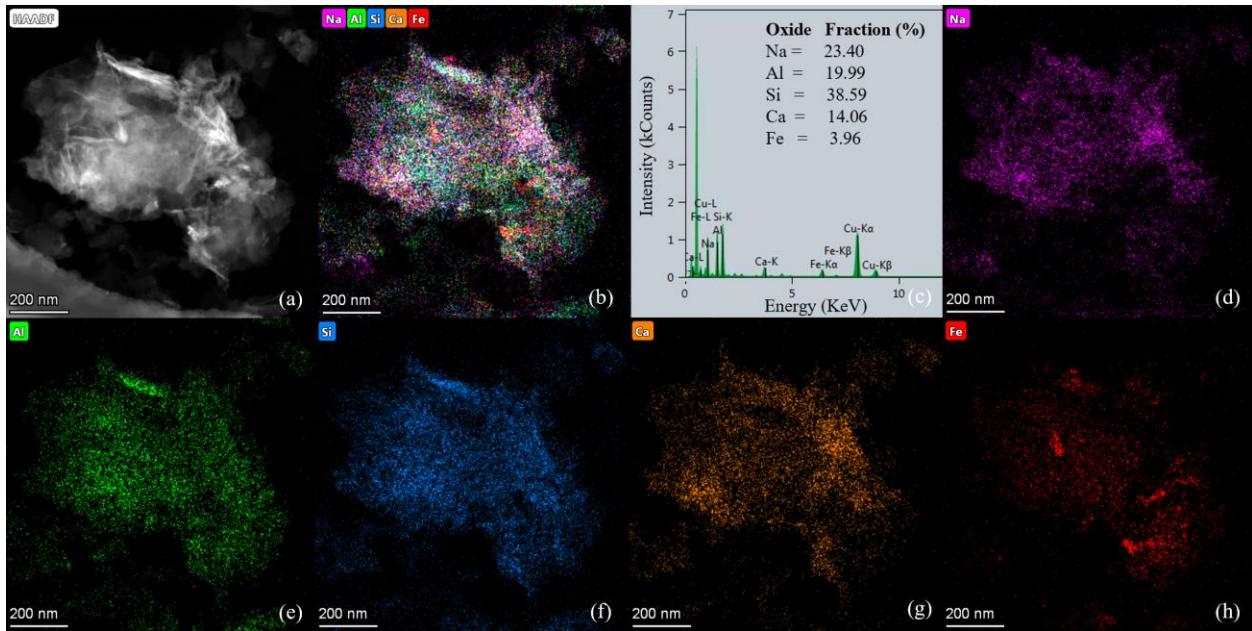 HAADF
200 nm
(a)
Na Al Si Ca Fe
200 nm
(b)
7
6
5
4
3
2
1
0
Intensity (kCounts)
Oxide Fraction (%)
Na = 23.40
Al = 19.99
Si = 38.59
Ca = 14.06
Fe = 3.96
Cu-L
Fe-L Si-K
Al
Na
Ca-L
Ca-K
Fe-Kβ
Fe-Kα
Cu-Kα
Cu-Kβ
0 5 10
Energy (KeV)
(c)
Na
200 nm
(d)
Al
200 nm
(e)
Si
200 nm
(f)
Ca
200 nm
(g)
Fe
200 nm
(h)